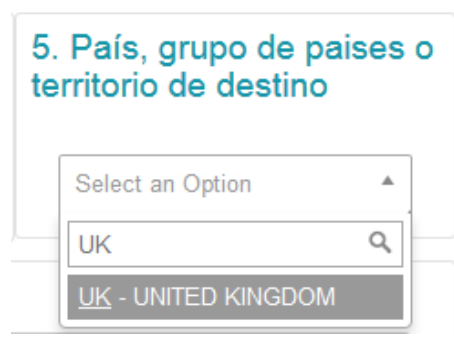 5. País, grupo de paises o
territorio de destino
Select an Option
UK
UK - UNITED KINGDOM